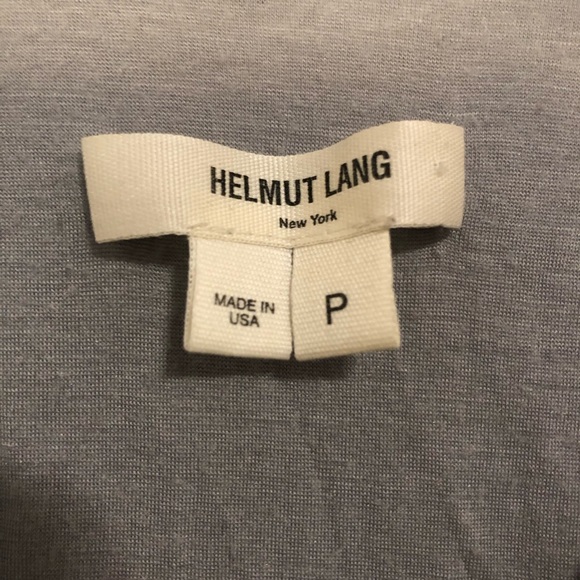 HELMUT LANG
New York
MADE IN
USA
P